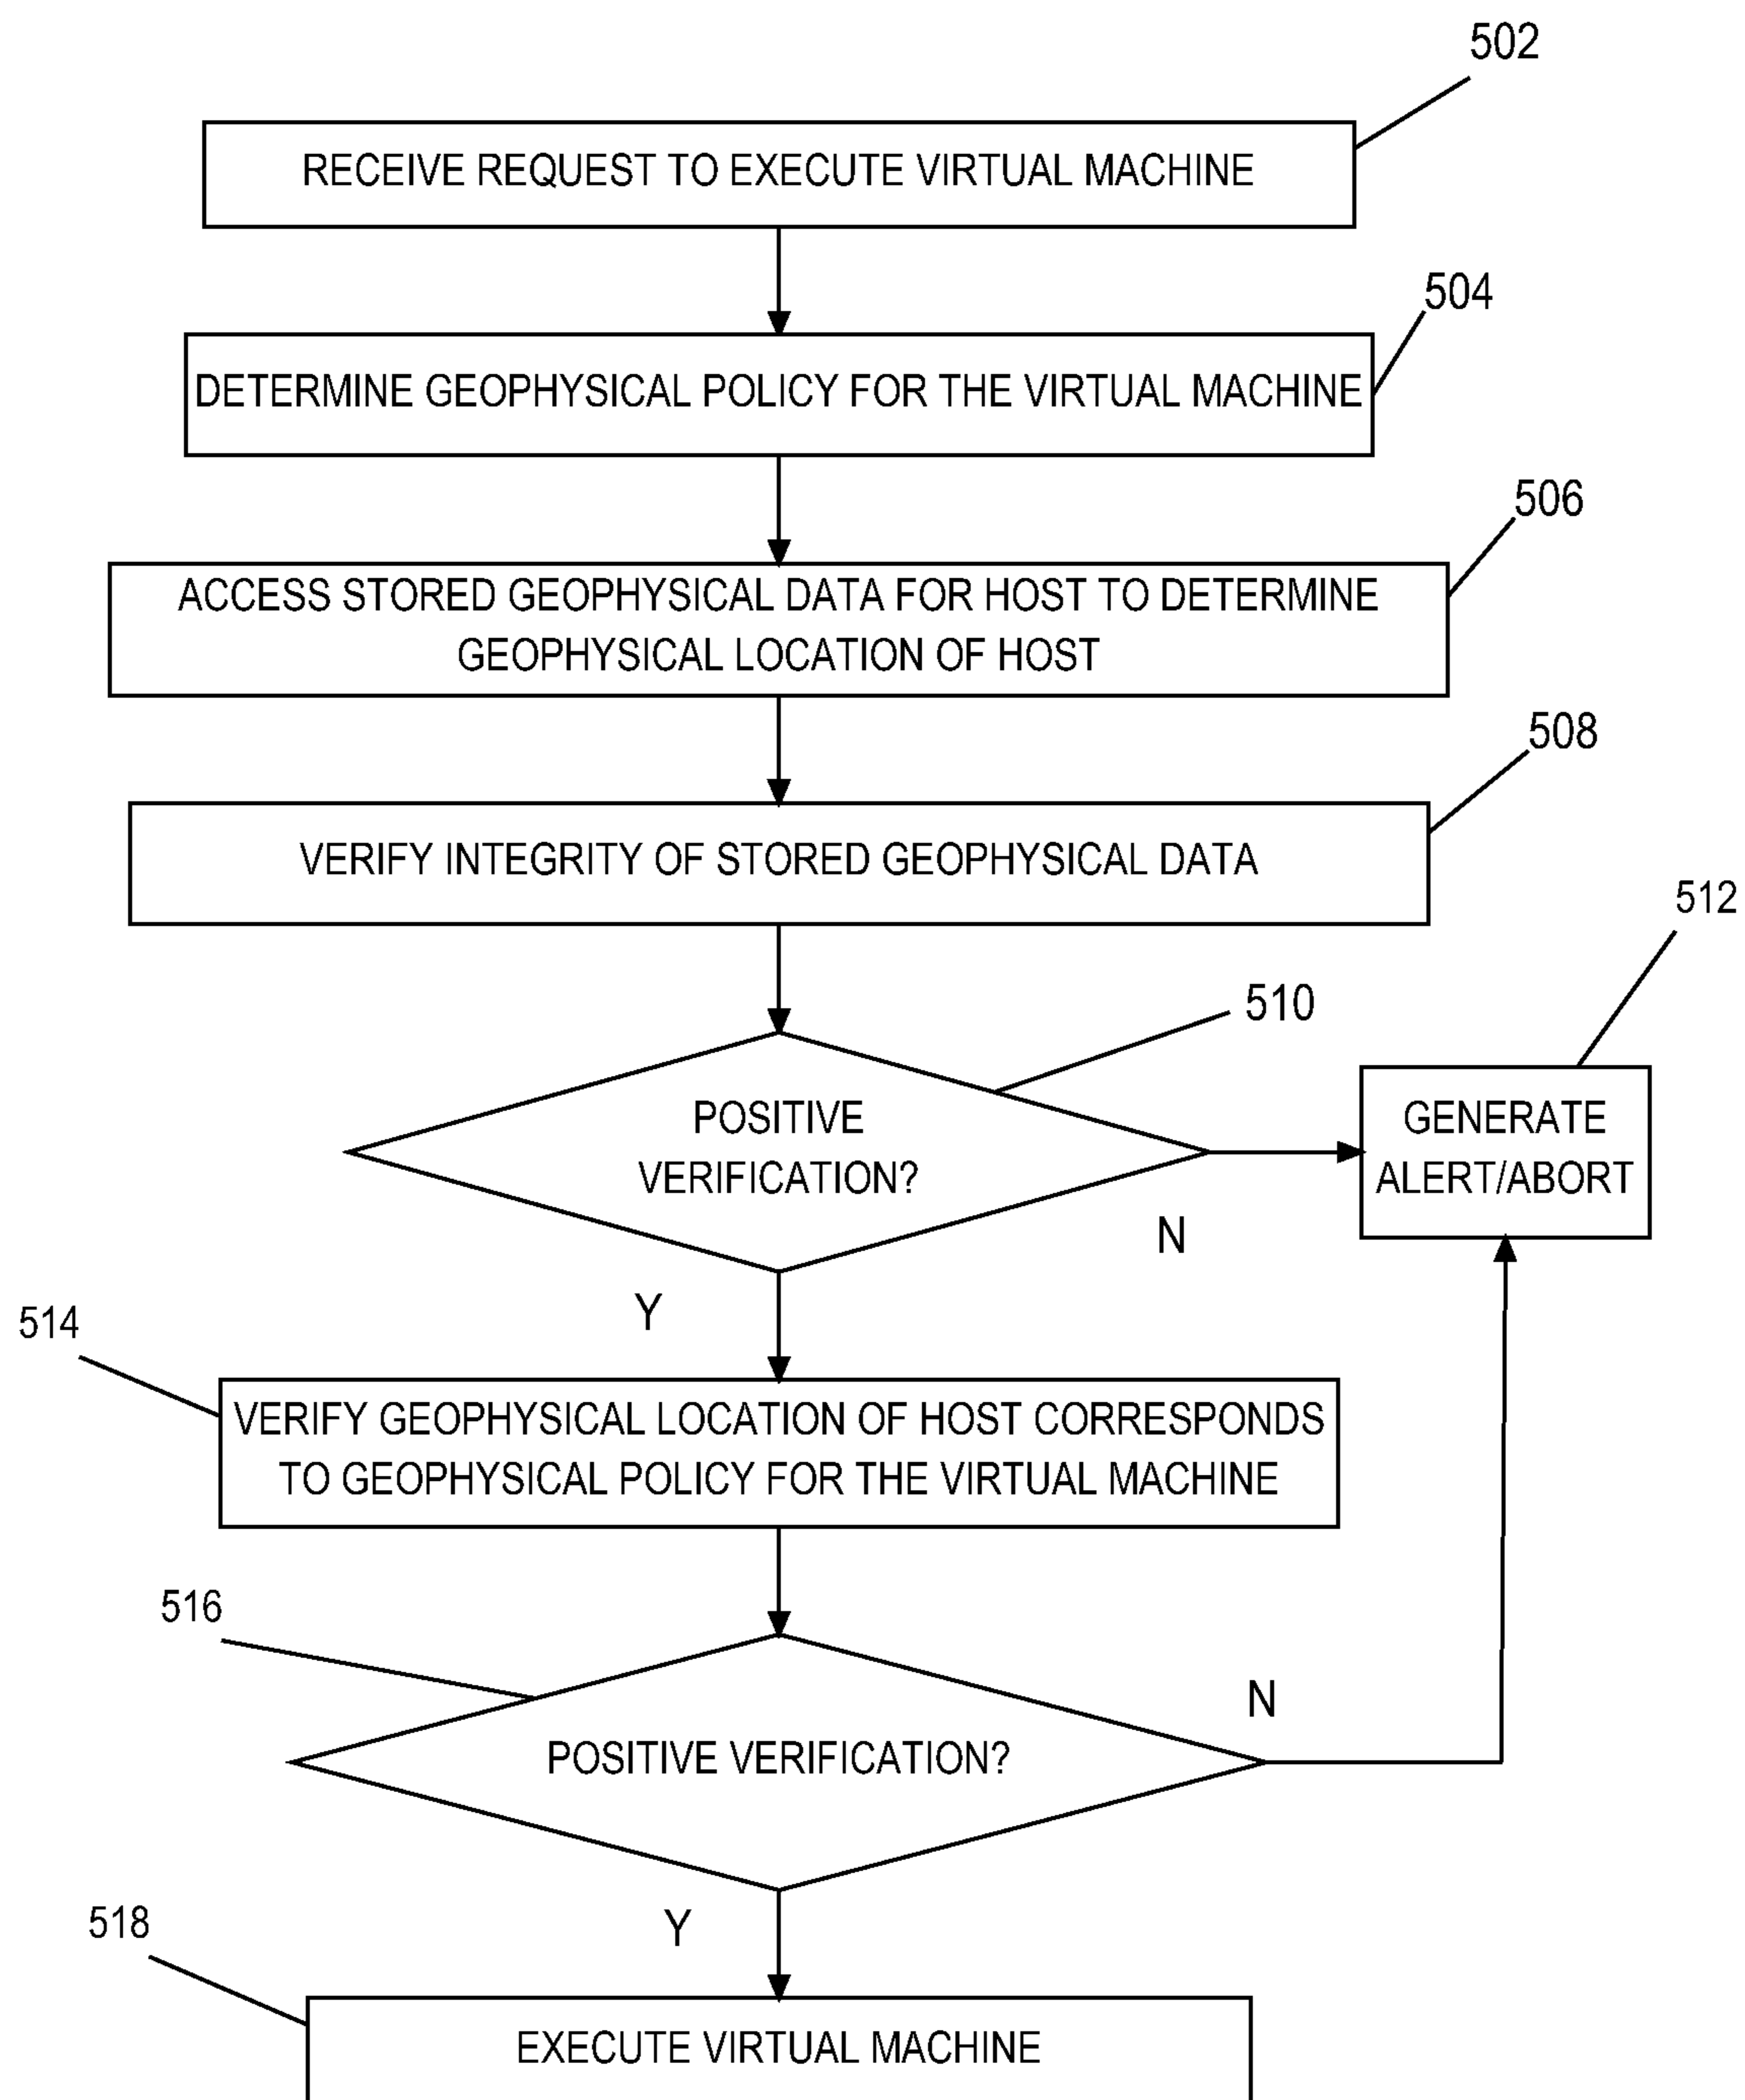 502
RECEIVE REQUEST TO EXECUTE VIRTUAL MACHINE
504
DETERMINE GEOPHYSICAL POLICY FOR THE VIRTUAL MACHINE
506
ACCESS STORED GEOPHYSICAL DATA FOR HOST TO DETERMINE
GEOPHYSICAL LOCATION OF HOST
508
VERIFY INTEGRITY OF STORED GEOPHYSICAL DATA
512
510
POSITIVE
VERIFICATION?
GENERATE
ALERT/ABORT
N
Y
514
VERIFY GEOPHYSICAL LOCATION OF HOST CORRESPONDS
TO GEOPHYSICAL POLICY FOR THE VIRTUAL MACHINE
516
N
POSITIVE VERIFICATION?
Y
518
EXECUTE VIRTUAL MACHINE